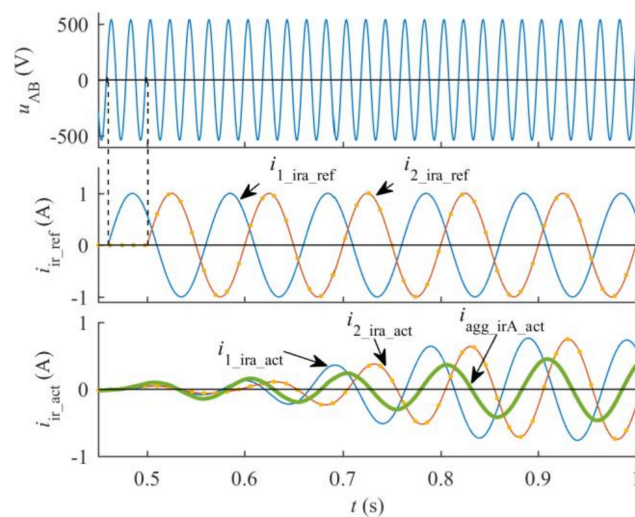 500
0
-500
u_AB (V)
i_1_ira_ref
i_2_ira_ref
1
0
-1
i_ir_ref (A)
i_2_ira_act
i_agg_irA_act
i_1_ira_act
1
0
-1
i_ir_act (A)
0.5 0.6 0.7 0.8 0.9 1
t (s)